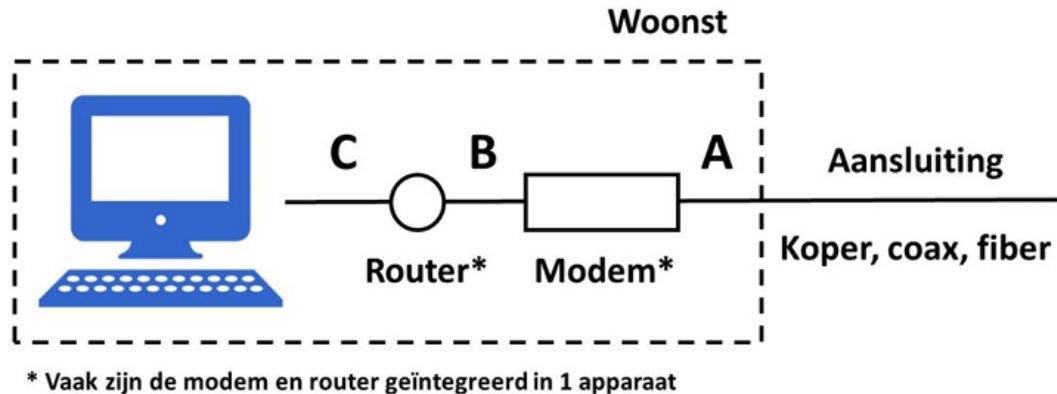 Woonst
C B A
Aansluiting
Router* Modem*
Koper, coax, fiber
* Vaak zijn de modem en router geïntegreerd in 1 apparaat